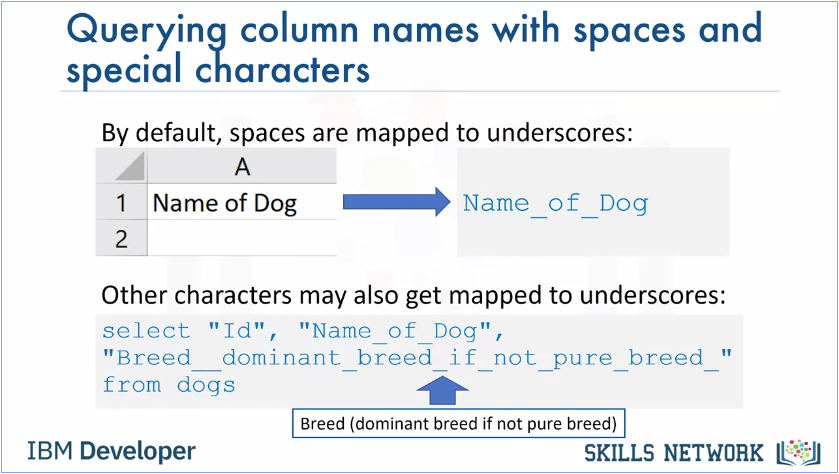 Querying column names with spaces and
special characters
By default, spaces are mapped to underscores:
A
1 Name of Dog
2
Name_of_Dog
Other characters may also get mapped to underscores:
select "Id", "Name_of_Dog",
"Breed__dominant_breed_if_not_pure_breed_"
from dogs
Breed (dominant breed if not pure breed)
IBM Developer
SKILLS NETWORK